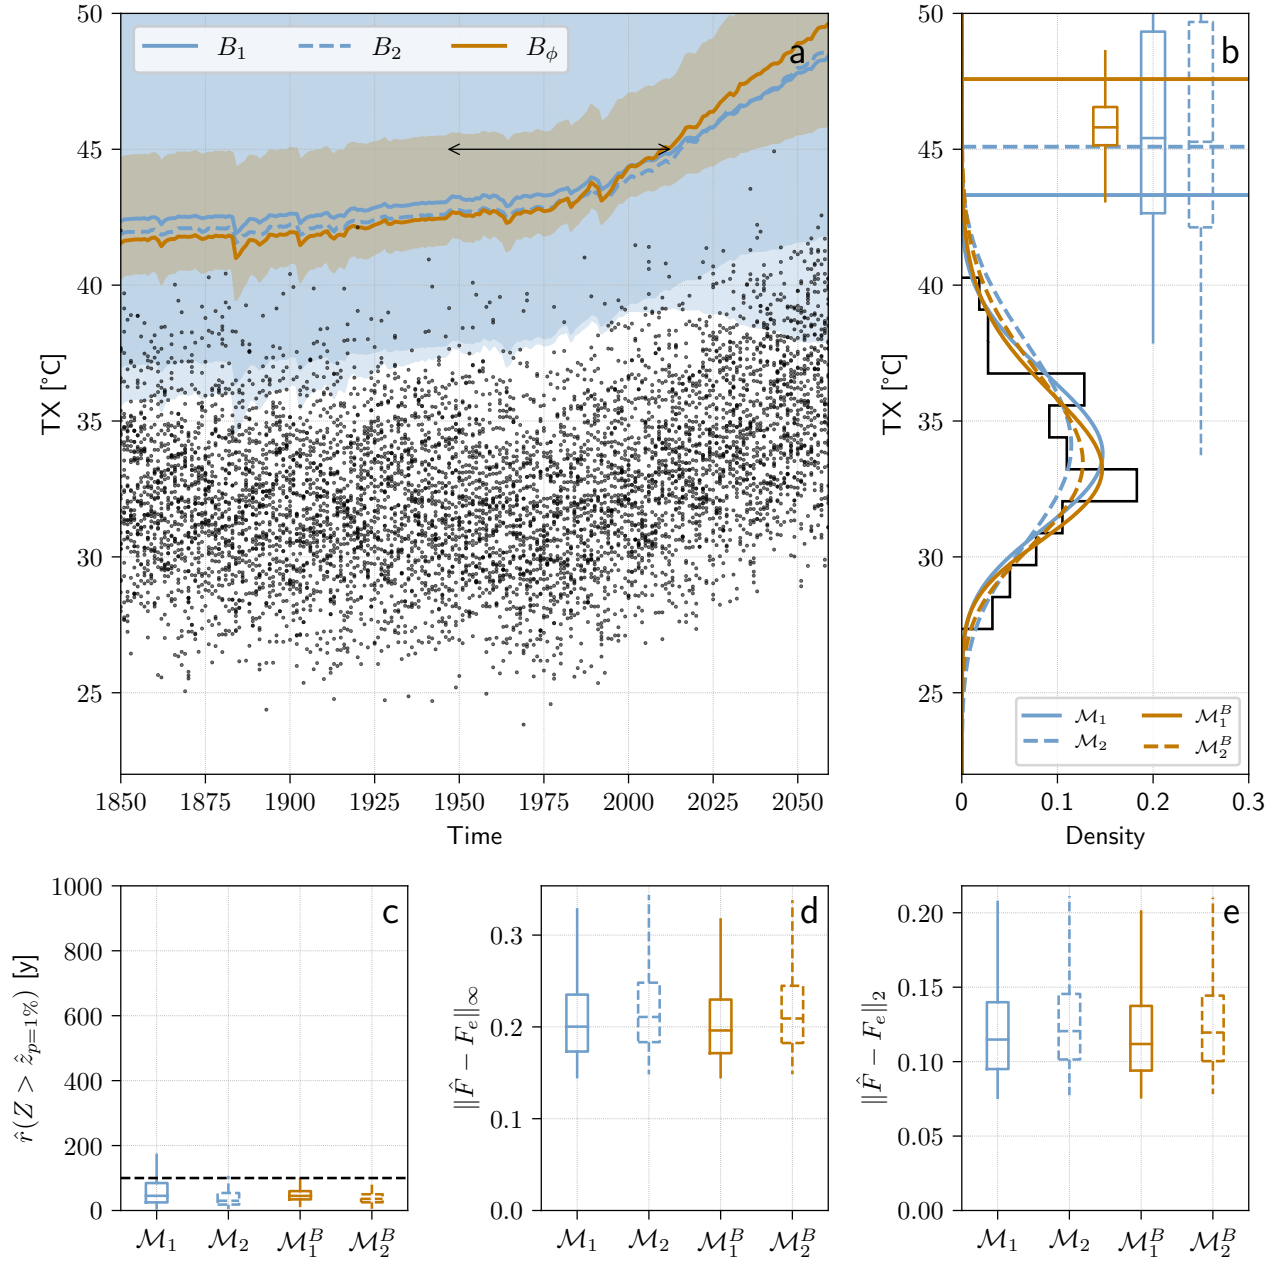 50
45
40
35
30
25
TX [°C]
B₁ B₂ B_ϕ
a
1850 1875 1900 1925 1950 1975 2000 2025 2050
Time
50
45
40
35
30
25
TX [°C]
b
ℳ₁ ℳ₁ᴮ
ℳ₂ ℳ₂ᴮ
0 0.1 0.2 0.3
Density
1000
800
600
400
200
0
r̂(Z > ẑ_{p=1%}) [y]
c
ℳ₁ ℳ₂ ℳ₁ᴮ ℳ₂ᴮ
0.3
0.2
0.1
0.0
‖F̂ − F_e‖_∞
d
ℳ₁ ℳ₂ ℳ₁ᴮ ℳ₂ᴮ
0.20
0.15
0.10
0.05
0.00
‖F̂ − F_e‖₂
e
ℳ₁ ℳ₂ ℳ₁ᴮ ℳ₂ᴮ